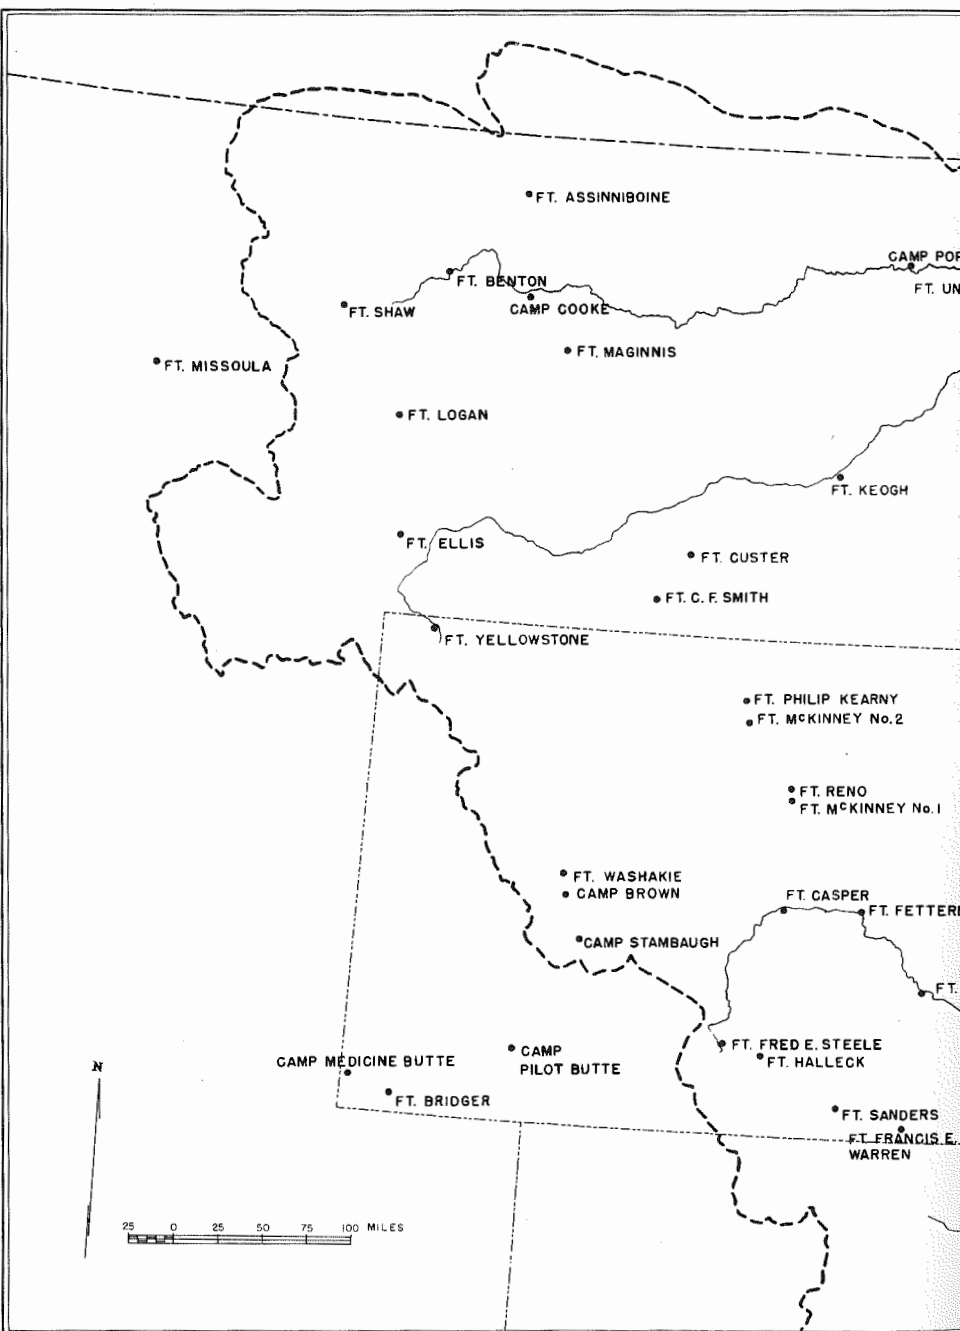 FT. ASSINNIBOINE
CAMP POP
FT. BENTON
FT. UN
FT. SHAW
CAMP COOKE
FT. MAGINNIS
FT. MISSOULA
FT. LOGAN
FT. KEOGH
FT. ELLIS
FT. CUSTER
FT. C. F. SMITH
FT. YELLOWSTONE
FT. PHILIP KEARNY
FT. McKINNEY No. 2
FT. RENO
FT. McKINNEY No. 1
FT. WASHAKIE
CAMP BROWN
FT. CASPER
FT. FETTER
CAMP STAMBAUGH
FT.
FT. FRED E. STEELE
FT. HALLECK
CAMP
PILOT BUTTE
CAMP MEDICINE BUTTE
FT. BRIDGER
N
FT. SANDERS
FT. FRANCIS E.
WARREN
25 0 25 50 75 100 MILES